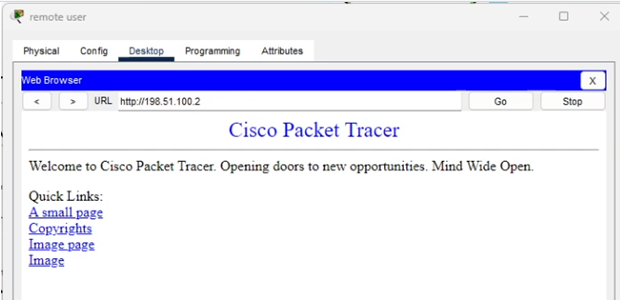 remote user
Physical Config Desktop Programming Attributes
Web Browser X
< > URL http://198.51.100.2 Go Stop
Cisco Packet Tracer
Welcome to Cisco Packet Tracer. Opening doors to new opportunities. Mind Wide Open.
Quick Links:
A small page
Copyrights
Image page
Image